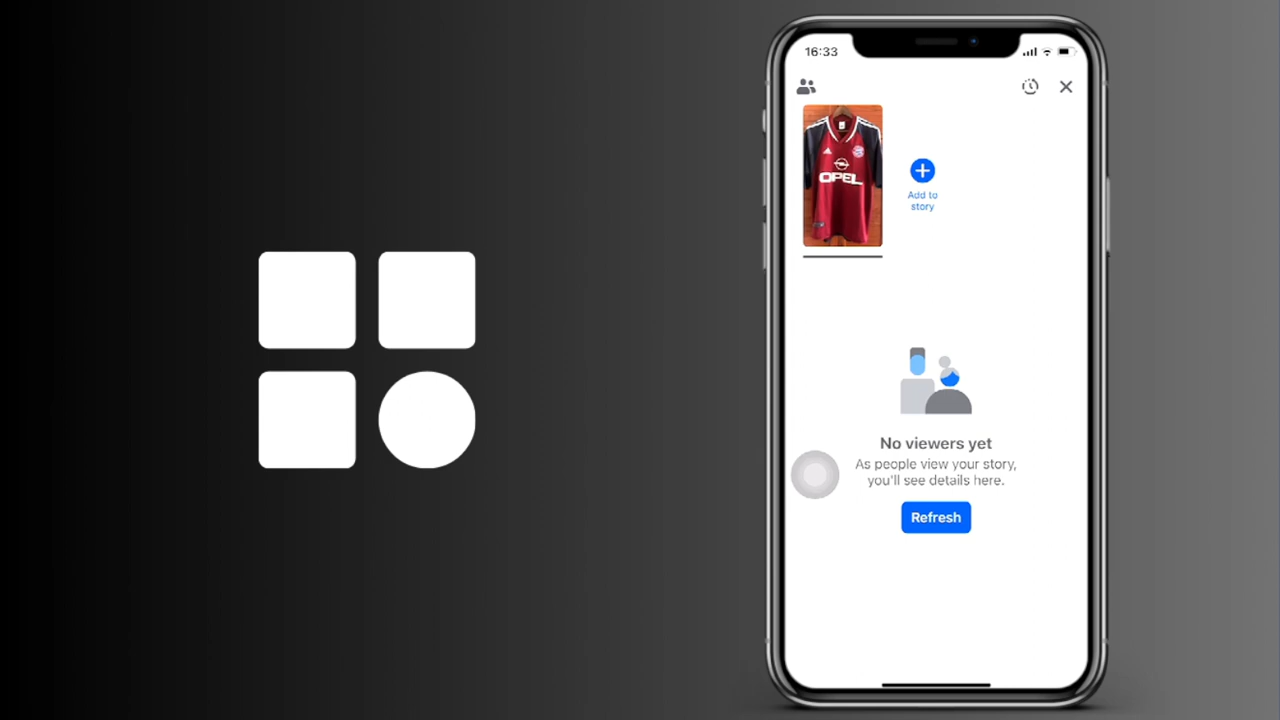 16:33
OPEL
Add to
story
No viewers yet
As people view your story,
you'll see details here.
Refresh